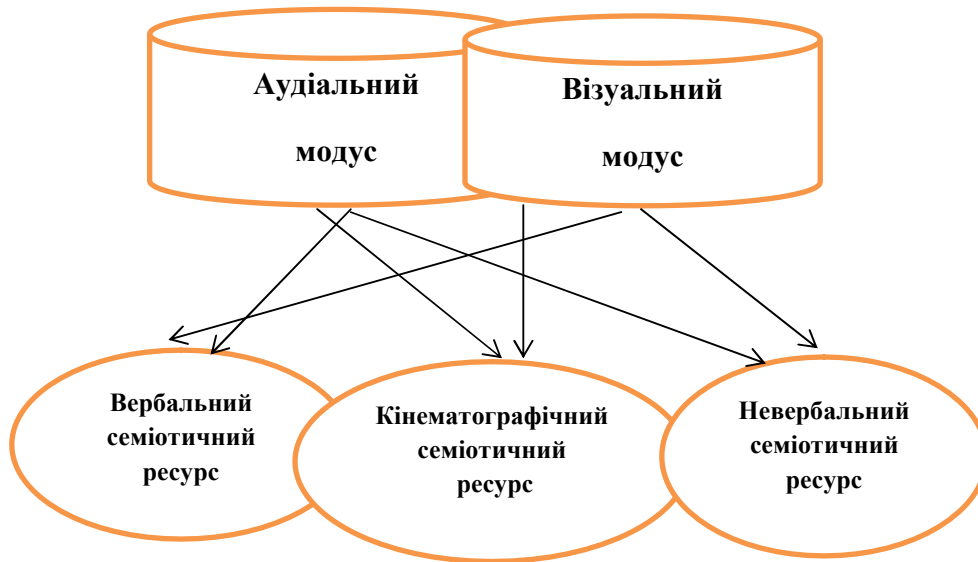 Аудіальний
модус
Візуальний
модус
Вербальний
семіотичний
ресурс
Кінематографічний
семіотичний
ресурс
Невербальний
семіотичний
ресурс